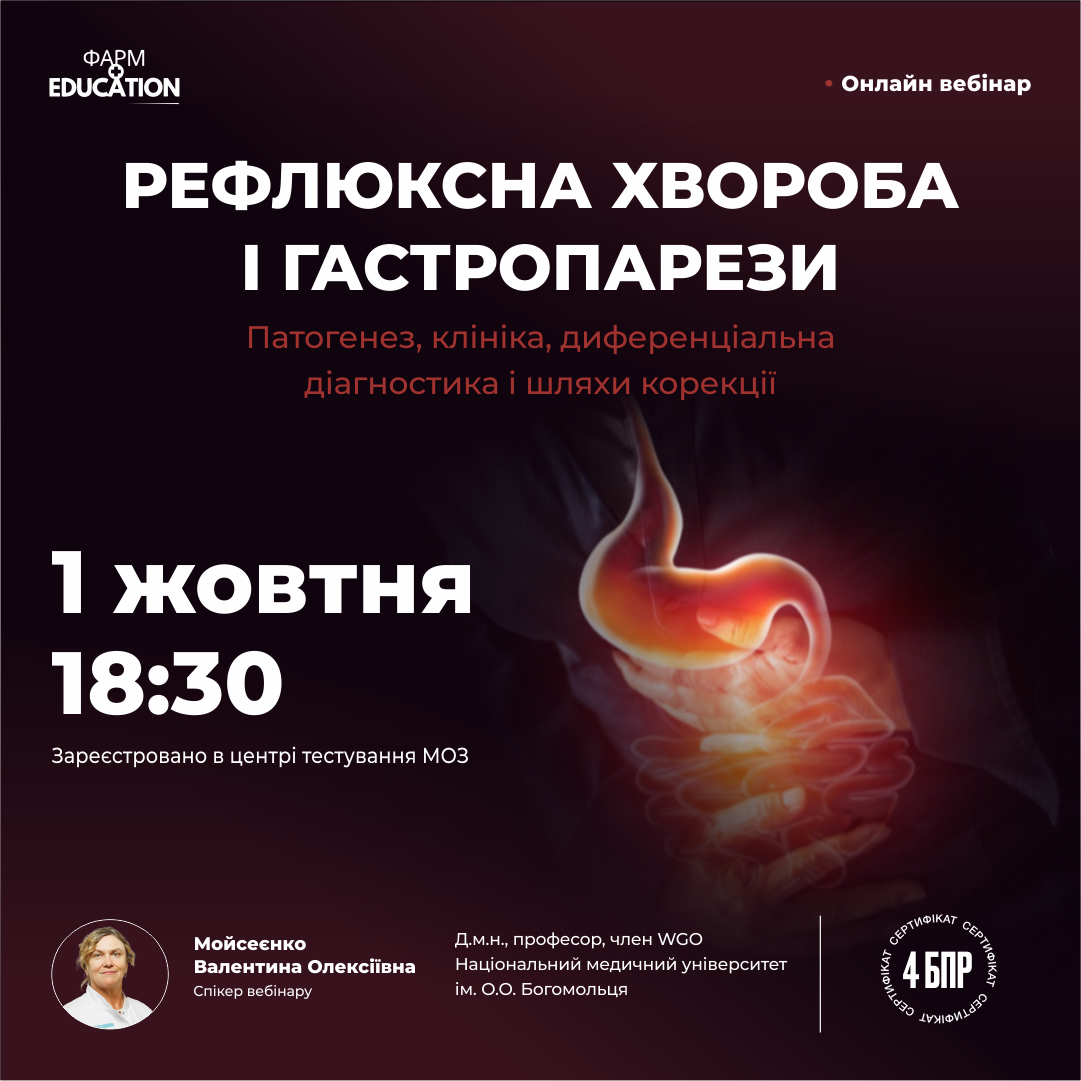 ФАРМ
EDUCATION
• Онлайн вебінар
РЕФЛЮКСНА ХВОРОБА
І ГАСТРОПАРЕЗИ
Патогенез, клініка, диференціальна
діагностика і шляхи корекції
1 жовтня
18:30
Зареєстровано в центрі тестування МОЗ
Мойсеєнко
Валентина Олексіївна
Спікер вебінару
Д.м.н., професор, член WGO
Національний медичний університет
ім. О.О. Богомольця
СЕРТИФІКАТ СЕРТИФІКАТ СЕРТИФІКАТ СЕРТИФІКАТ
4 БПР